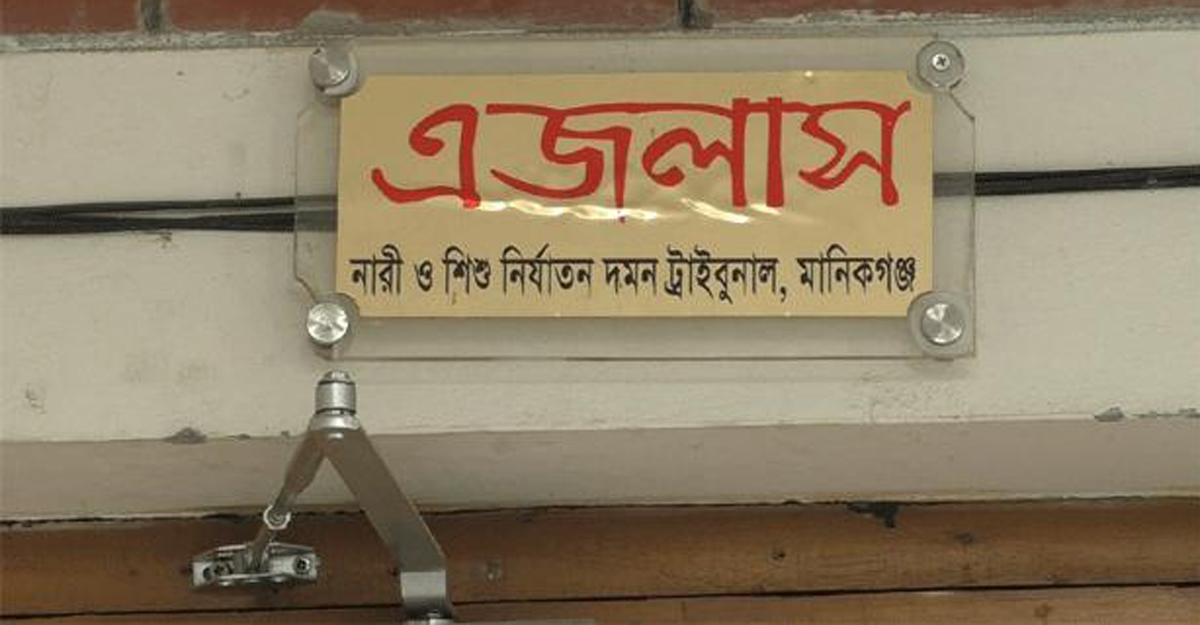 এজলাস
নারী ও শিশু নির্যাতন দমন ট্রাইবুনাল, মানিকগঞ্জ